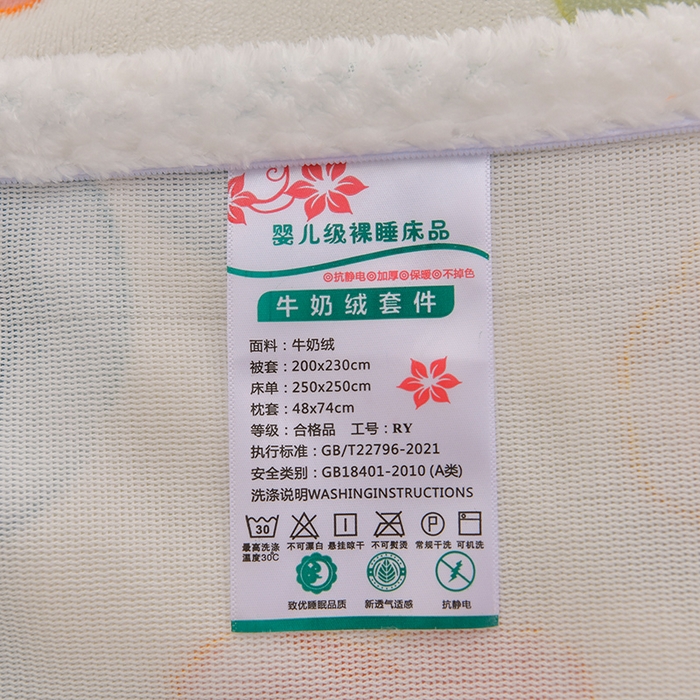 婴儿级裸睡床品
◎抗静电◎加厚◎保暖◎不掉色
牛奶绒套件
面料：牛奶绒
被套：200x230cm
床单：250x250cm
枕套：48x74cm
等级：合格品 工号：RY
执行标准：GB/T22796-2021
安全类别：GB18401-2010 (A类)
洗涤说明WASHINGINSTRUCTIONS
30 P
最高洗涤 不可漂白 悬挂晾干 不可熨烫 常规干洗 可机洗
温度30C
致优睡眠品质 新透气适感 抗静电